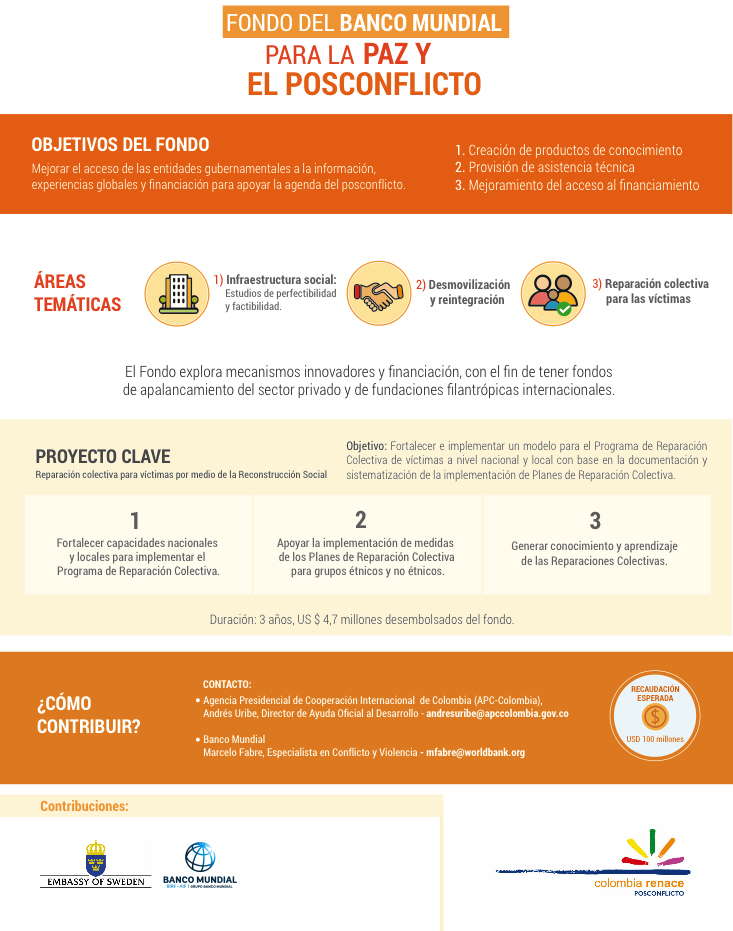 FONDO DEL BANCO MUNDIAL
PARA LA PAZ Y
EL POSCONFLICTO
OBJETIVOS DEL FONDO
Mejorar el acceso de las entidades gubernamentales a la información,
experiencias globales y financiación para apoyar la agenda del posconflicto.
1. Creación de productos de conocimiento
2. Provisión de asistencia técnica
3. Mejoramiento del acceso al financiamiento
ÁREAS
TEMÁTICAS
1) Infraestructura social:
Estudios de perfectibilidad
y factibilidad.
2) Desmovilización
y reintegración
3) Reparación colectiva
para las víctimas
El Fondo explora mecanismos innovadores y financiación, con el fin de tener fondos
de apalancamiento del sector privado y de fundaciones filantrópicas internacionales.
PROYECTO CLAVE
Reparación colectiva para víctimas por medio de la Reconstrucción Social
Objetivo: Fortalecer e implementar un modelo para el Programa de Reparación
Colectiva de víctimas a nivel nacional y local con base en la documentación y
sistematización de la implementación de Planes de Reparación Colectiva.
1
Fortalecer capacidades nacionales
y locales para implementar el
Programa de Reparación Colectiva.
2
Apoyar la implementación de medidas
de los Planes de Reparación Colectiva
para grupos étnicos y no étnicos.
3
Generar conocimiento y aprendizaje
de las Reparaciones Colectivas.
Duración: 3 años, US $ 4,7 millones desembolsados del fondo.
¿CÓMO
CONTRIBUIR?
CONTACTO:
• Agencia Presidencial de Cooperación Internacional de Colombia (APC-Colombia),
Andrés Uribe, Director de Ayuda Oficial al Desarrollo - andresuribe@apccolombia.gov.co
• Banco Mundial
Marcelo Fabre, Especialista en Conflicto y Violencia - mfabre@worldbank.org
RECAUDACIÓN
ESPERADA
$
USD 100 millones
Contribuciones:
EMBASSY OF SWEDEN
BANCO MUNDIAL
BIRF - AIF | GRUPO BANCO MUNDIAL
colombia renace
POSCONFLICTO